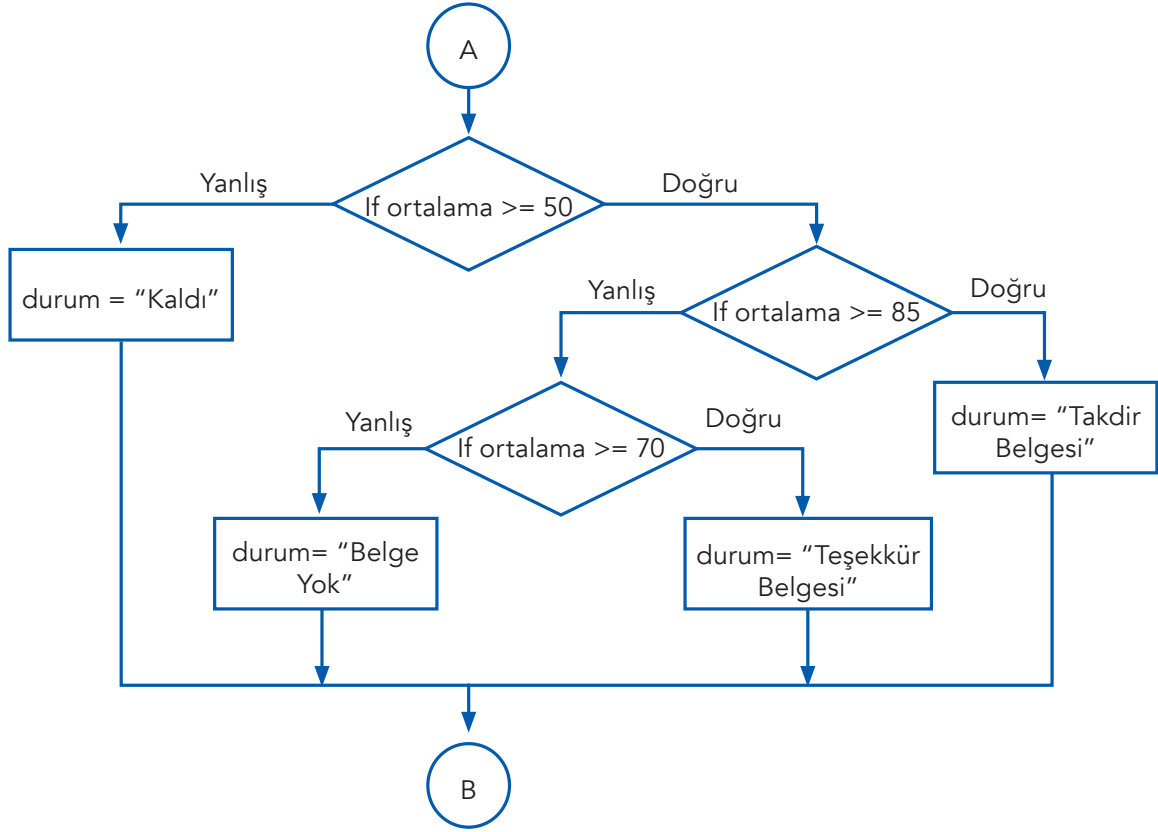 A
Yanlış
Doğru
If ortalama >= 50
durum = “Kaldı”
Yanlış
Doğru
If ortalama >= 85
durum= “Takdir
Belgesi”
Yanlış
Doğru
If ortalama >= 70
durum= “Belge
Yok”
durum= “Teşekkür
Belgesi”
B